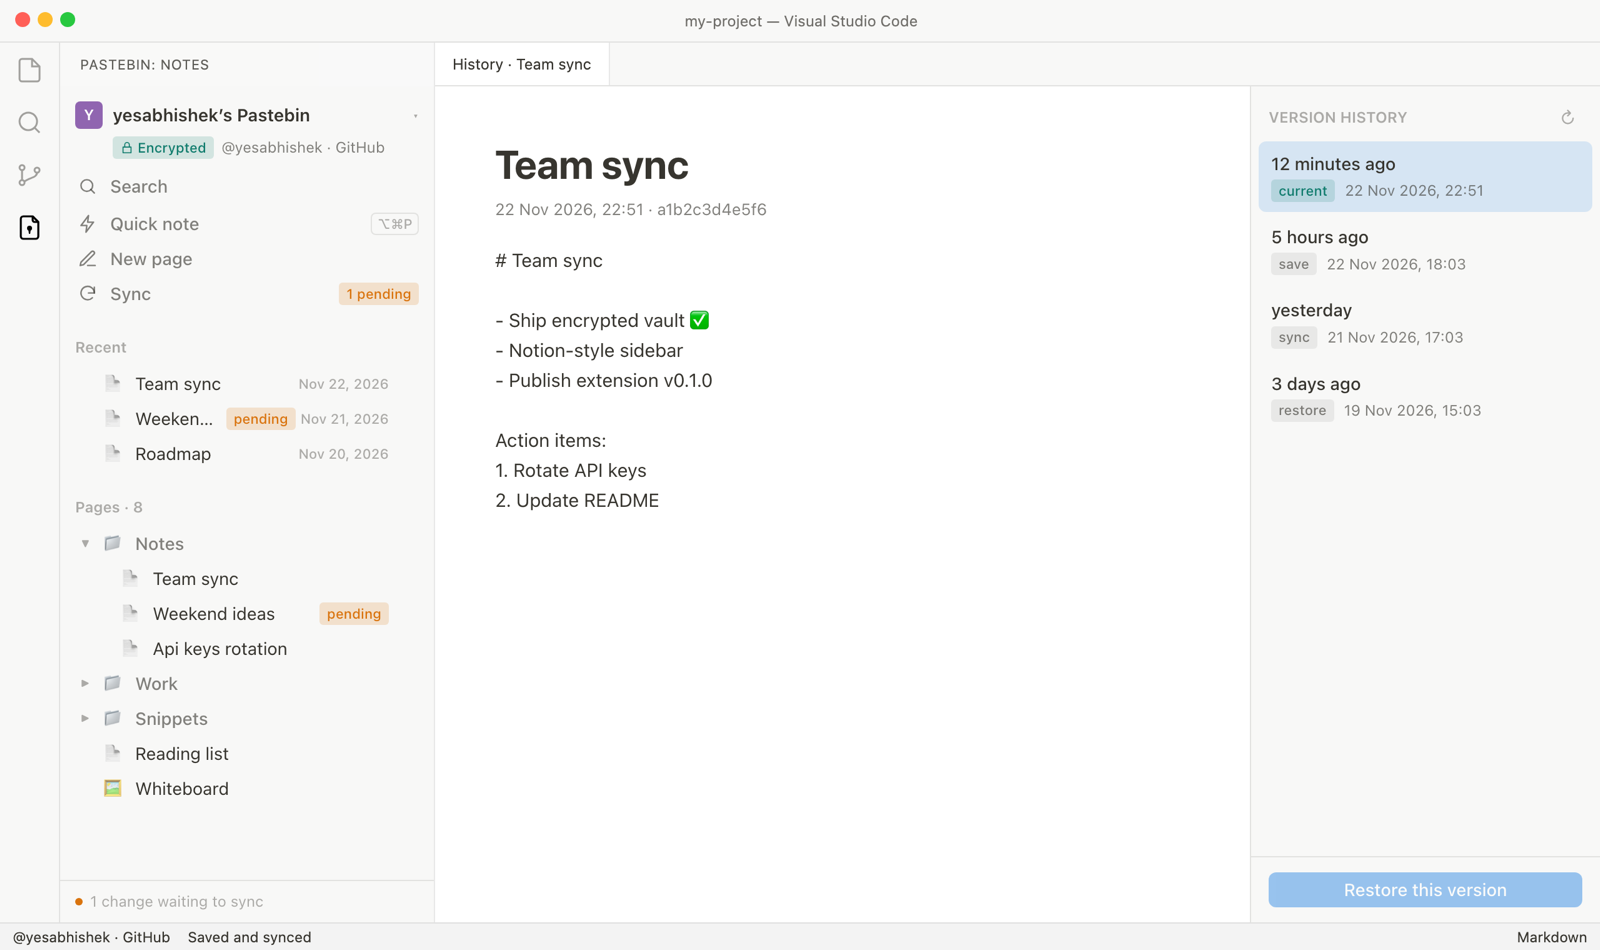 my-project — Visual Studio Code
PASTEBIN: NOTES
Y yesabhishek’s Pastebin
Encrypted @yesabhishek · GitHub
Search
Quick note ⌥⌘P
New page
Sync 1 pending
Recent
Team sync Nov 22, 2026
Weeken... pending Nov 21, 2026
Roadmap Nov 20, 2026
Pages · 8
Notes
Team sync
Weekend ideas pending
Api keys rotation
Work
Snippets
Reading list
Whiteboard
1 change waiting to sync
History · Team sync
Team sync
22 Nov 2026, 22:51 · a1b2c3d4e5f6
# Team sync
- Ship encrypted vault ✅
- Notion-style sidebar
- Publish extension v0.1.0
Action items:
1. Rotate API keys
2. Update README
VERSION HISTORY
12 minutes ago
current 22 Nov 2026, 22:51
5 hours ago
save 22 Nov 2026, 18:03
yesterday
sync 21 Nov 2026, 17:03
3 days ago
restore 19 Nov 2026, 15:03
Restore this version
@yesabhishek · GitHub Saved and synced
Markdown